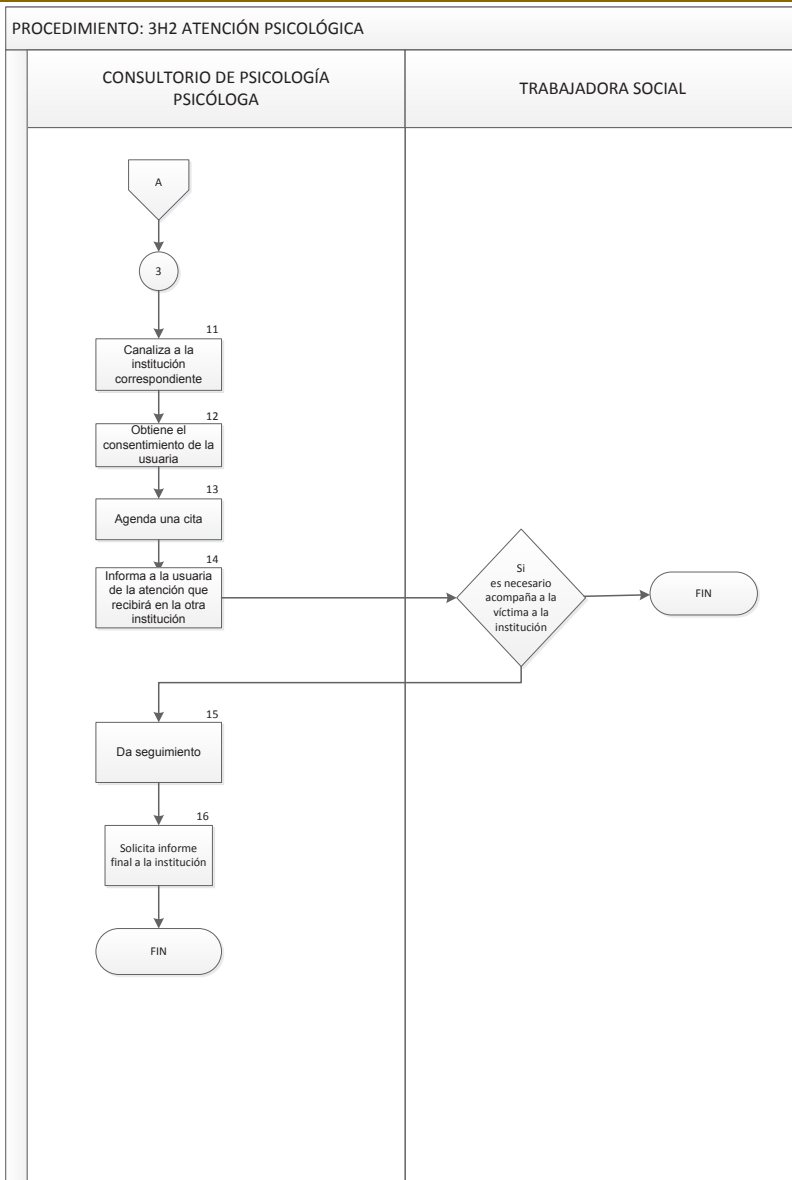 PROCEDIMIENTO: 3H2 ATENCIÓN PSICOLÓGICA
CONSULTORIO DE PSICOLOGÍA
PSICÓLOGA
TRABAJADORA SOCIAL
A
3
11
Canaliza a la
institución
correspondiente
12
Obtiene el
consentimiento de la
usuaria
13
Agenda una cita
14
Informa a la usuaria
de la atención que
recibirá en la otra
institución
Si
es necesario
acompaña a la
víctima a la
institución
FIN
15
Da seguimiento
16
Solicita informe
final a la institución
FIN